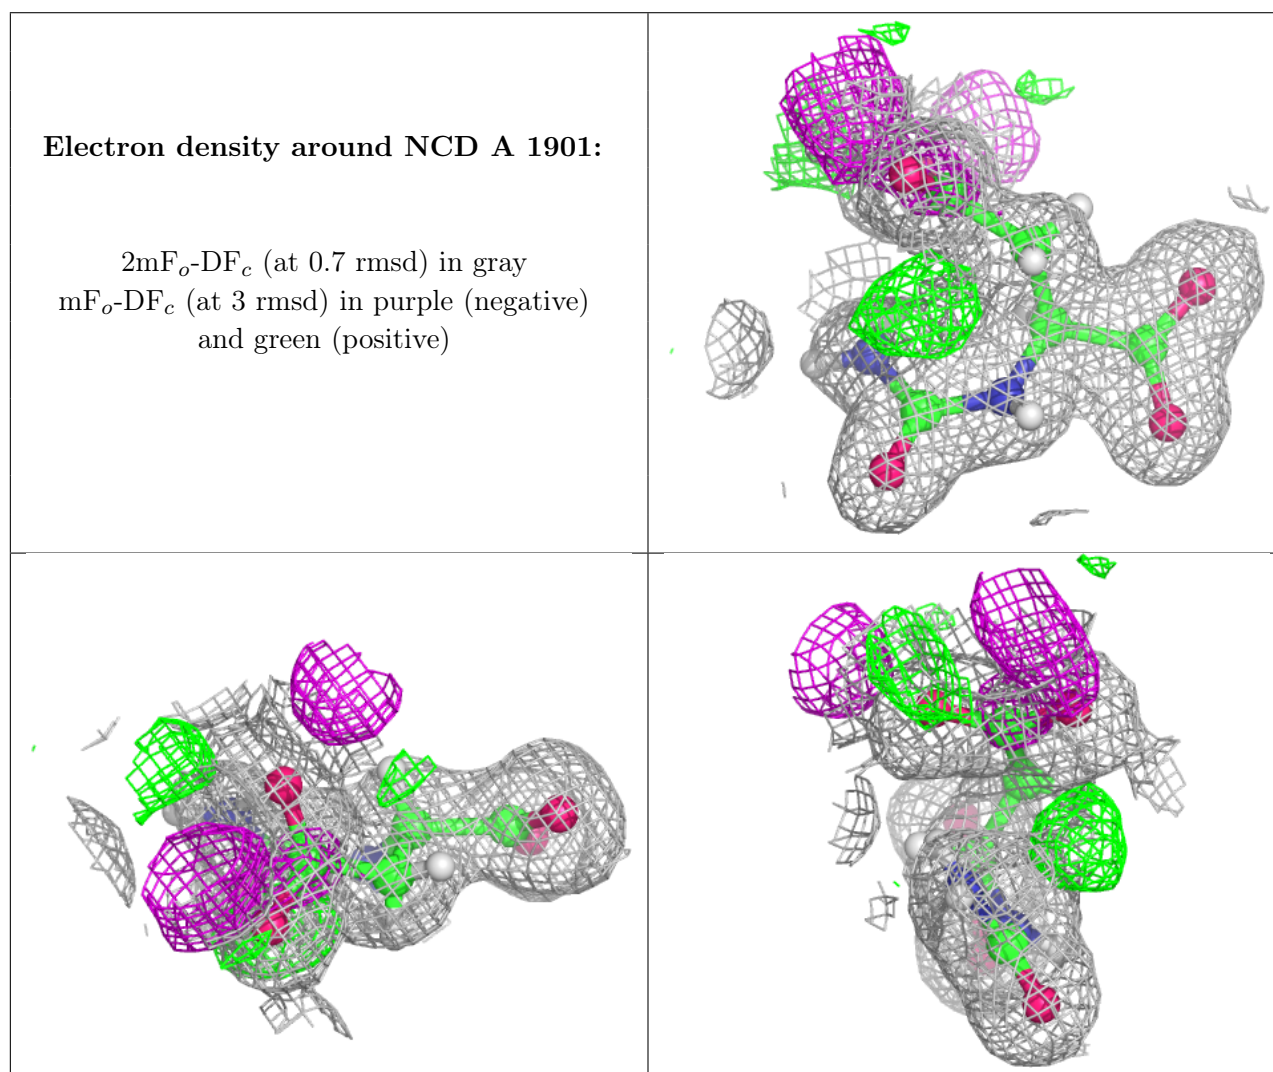 Electron density around NCD A 1901:
2mFo-DFc (at 0.7 rmsd) in gray
mFo-DFc (at 3 rmsd) in purple (negative)
and green (positive)